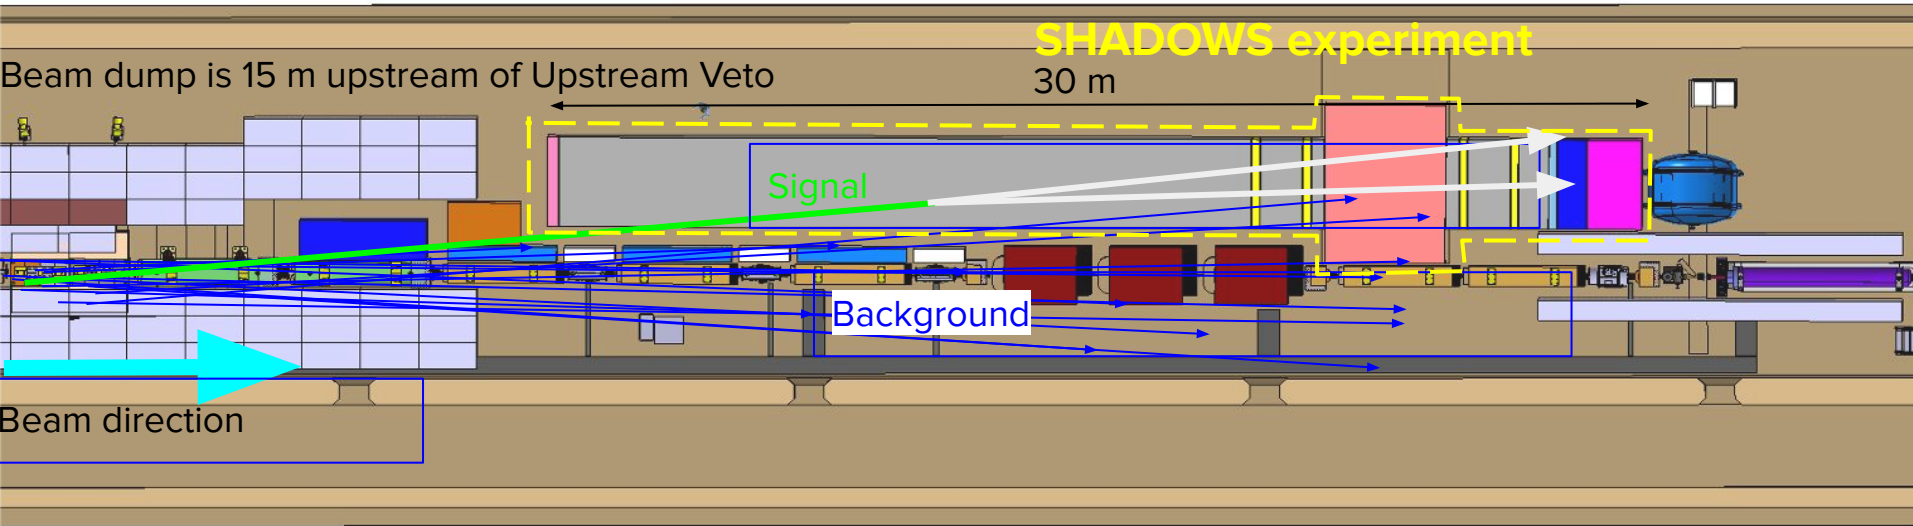 SHADOWS experiment
Beam dump is 15 m upstream of Upstream Veto
30 m
Signal
Background
Beam direction